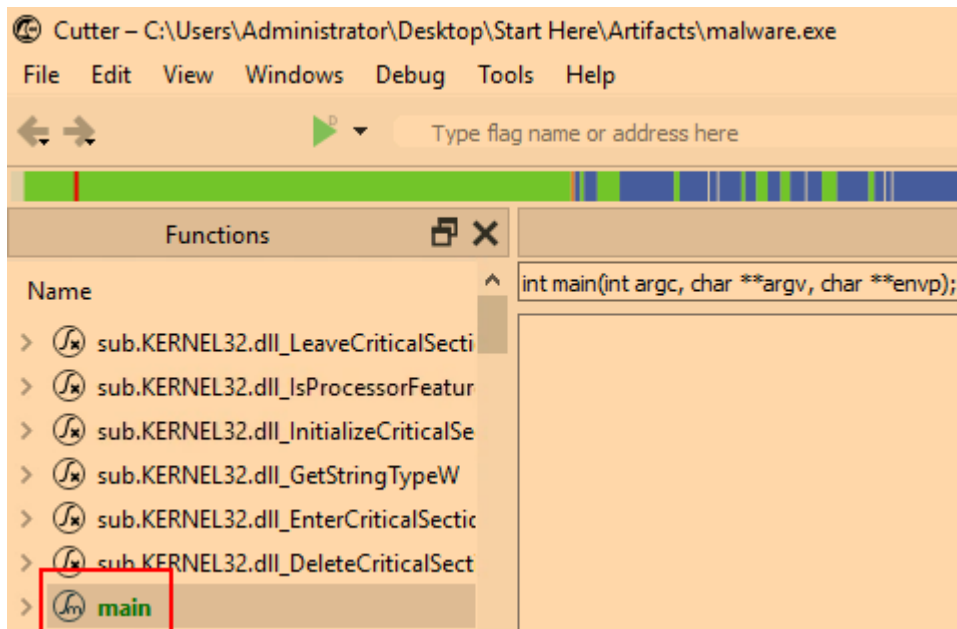 Cutter – C:\Users\Administrator\Desktop\Start Here\Artifacts\malware.exe
File Edit View Windows Debug Tools Help
D
Type flag name or address here
Functions
Name
int main(int argc, char **argv, char **envp);
sub.KERNEL32.dll_LeaveCriticalSecti
sub.KERNEL32.dll_IsProcessorFeatur
sub.KERNEL32.dll_InitializeCriticalSe
sub.KERNEL32.dll_GetStringTypeW
sub.KERNEL32.dll_EnterCriticalSectic
sub.KERNEL32.dll_DeleteCriticalSect
main